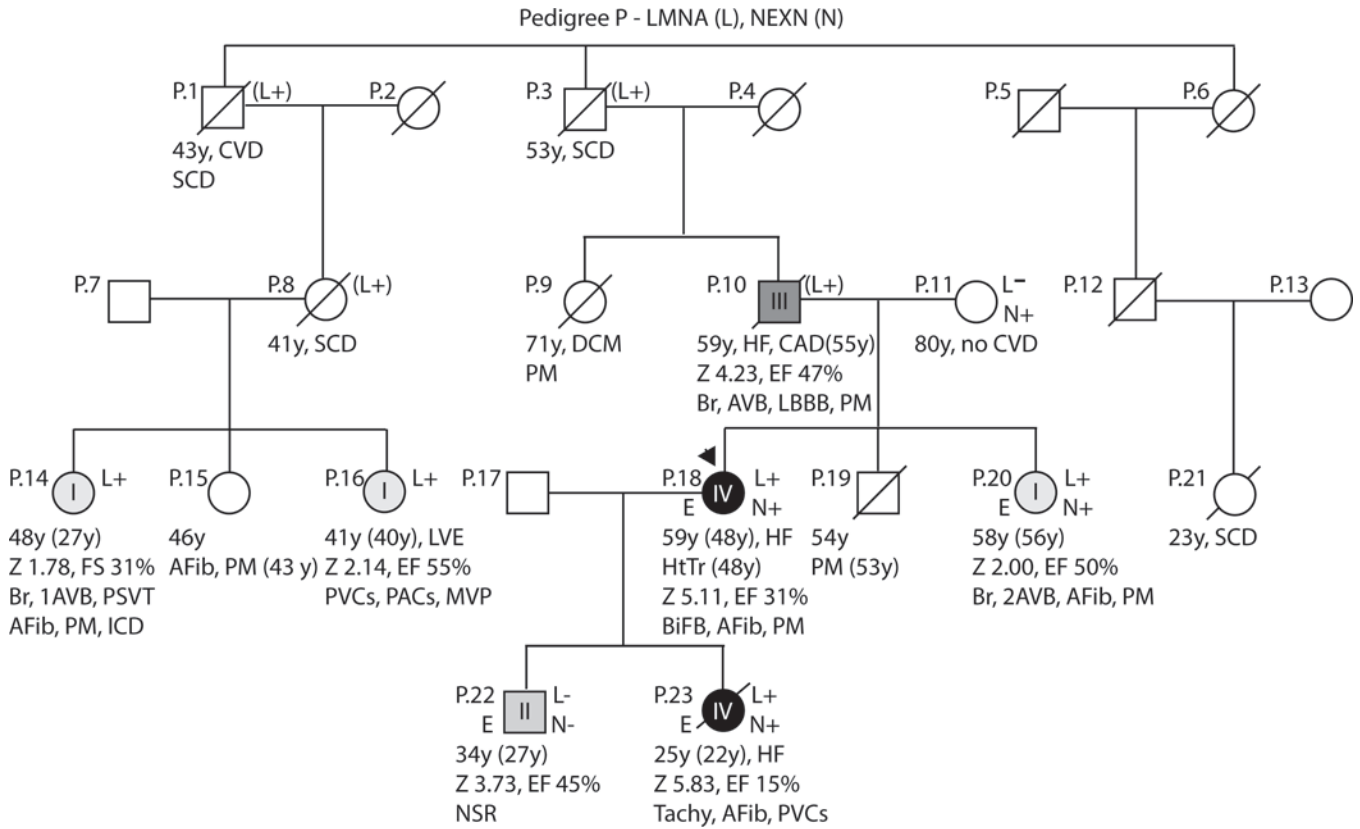 Pedigree P - LMNA (L), NEXN (N)
P.1 (L+)
43y, CVD
SCD
P.2
P.3 (L+)
53y, SCD
P.4
P.5
P.6
P.7
P.8 (L+)
41y, SCD
P.9
71y, DCM
PM
P.10 III (L+)
59y, HF, CAD(55y)
Z 4.23, EF 47%
Br, AVB, LBBB, PM
P.11 L-
N+
80y, no CVD
P.12
P.13
P.14 I L+
48y (27y)
Z 1.78, FS 31%
Br, 1AVB, PSVT
AFib, PM, ICD
P.15
46y
AFib, PM (43 y)
P.16 I L+
41y (40y), LVE
Z 2.14, EF 55%
PVCs, PACs, MVP
P.17
P.18 IV L+
E N+
59y (48y), HF
HtTr (48y)
Z 5.11, EF 31%
BiFB, AFib, PM
P.19
54y
PM (53y)
P.20 I L+
E N+
58y (56y)
Z 2.00, EF 50%
Br, 2AVB, AFib, PM
P.21
23y, SCD
P.22 II L-
E N-
34y (27y)
Z 3.73, EF 45%
NSR
P.23 IV L+
E N+
25y (22y), HF
Z 5.83, EF 15%
Tachy, AFib, PVCs